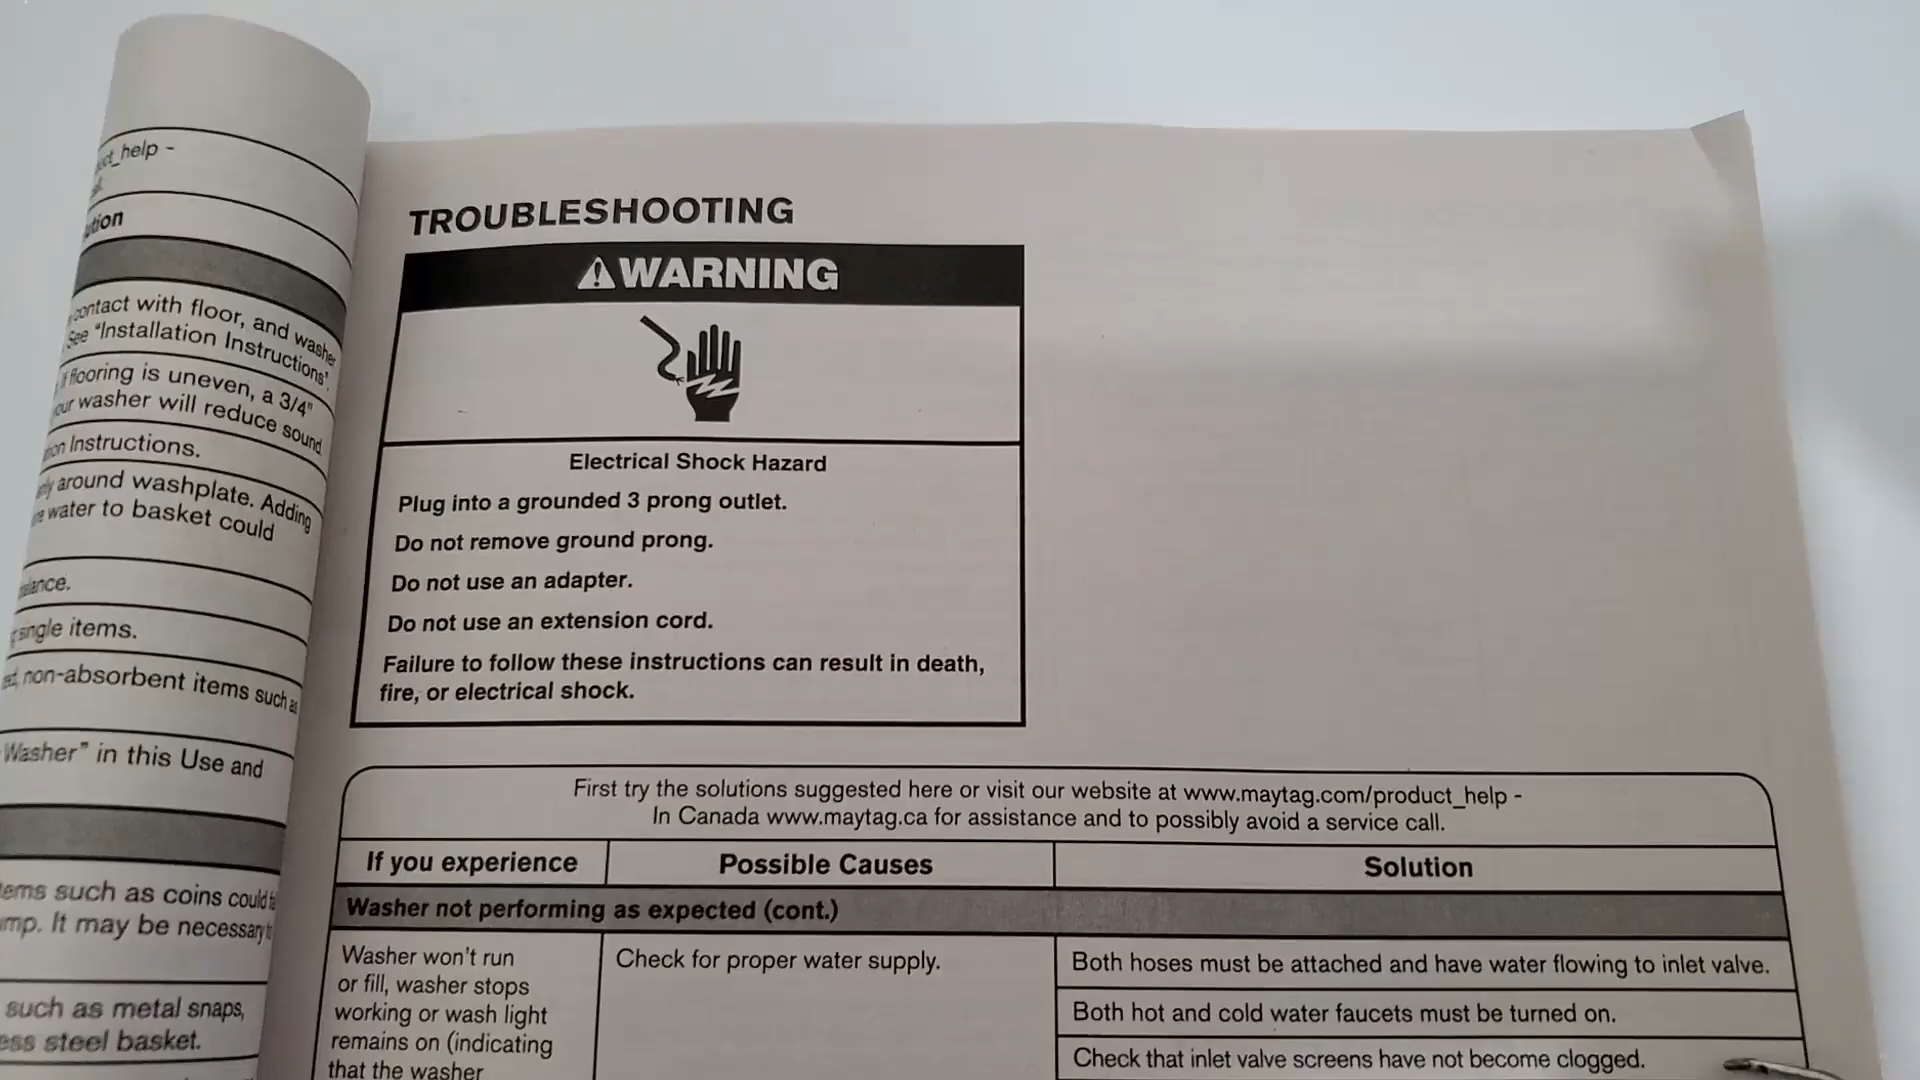 _help -
contact with floor, and washer
See "Installation Instructions".
flooring is uneven, a 3/4"
washer will reduce sound.
Instructions.
around washplate. Adding
water to basket could
single items.
non-absorbent items such as
Washer" in this Use and
such as coins could
It may be necessary
such as metal snaps,
steel basket.
TROUBLESHOOTING
WARNING
Electrical Shock Hazard
Plug into a grounded 3 prong outlet.
Do not remove ground prong.
Do not use an adapter.
Do not use an extension cord.
Failure to follow these instructions can result in death,
fire, or electrical shock.
First try the solutions suggested here or visit our website at www.maytag.com/product_help -
In Canada www.maytag.ca for assistance and to possibly avoid a service call.
If you experience
Possible Causes
Solution
Washer not performing as expected (cont.)
Washer won't run
or fill, washer stops
working or wash light
remains on (indicating
that the washer
Check for proper water supply.
Both hoses must be attached and have water flowing to inlet valve.
Both hot and cold water faucets must be turned on.
Check that inlet valve screens have not become clogged.